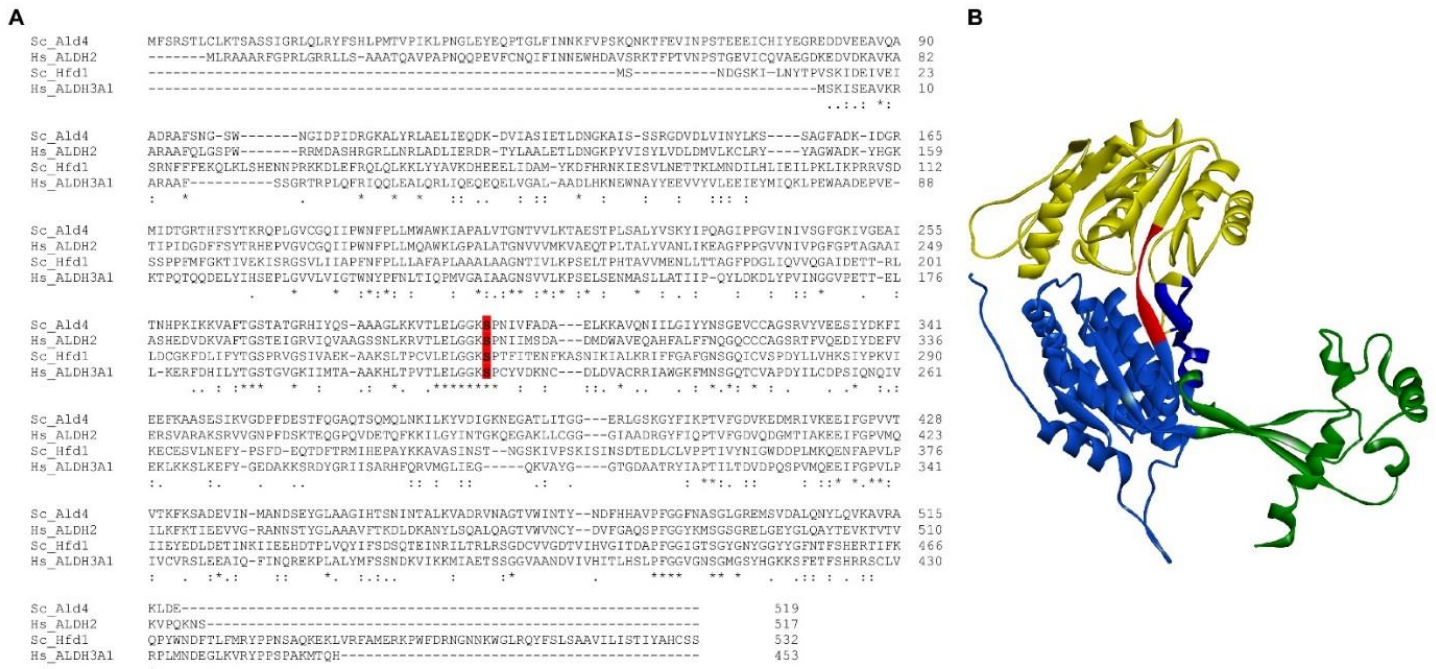 A
B
Sc_Ald4 MFSRSTLCLKTSASSIGRLQLRYFSHLPMTVPIKLPNGLEYEQPTGLFINNKFVPSKQNKTFEVINPSTEEEICHIYEGREDDVEEAVQA 90
Hs_ALDH2 -------MLRAAARFGPRLGRRLLS-AAATQAVPAPNQQPEVFCNQIFINNEWHDAVSRKTFPTVNPSTGEVICQVAEGDKEDVDKAVKA 82
Sc_Hfd1 --------------------------------------------------------MS--------NDGSKI-LNYTPVSKIDEIVEI 23
Hs_ALDH3A1 --------------------------------------------------------------------------------MSKISEAVKR 10
..:.: *:
Sc_Ald4 ADRAFSNG-SW-------NGIDPIDRGKALYRLAELIEQDK-DVIASIETLDNGKAIS-SSRGDVDLVINYLKS----SAGFADK-IDGR 165
Hs_ALDH2 ARAAFQLGSPW-------RRMDASHRGRLLNRLADLIERDR-TYLAALETLDNGKPYVISYLVDLDMVLKCLRY----YAGWADK-YHGK 159
Sc_Hfd1 SRNFFFEKQLKLSHENNPRKKDLEFRQLQLKKLYYAVKDHEEELIDAMY-KDFHRNKIESVLNETTKLMNDILHLIEILPKLIKPRRVSD 112
Hs_ALDH3A1 ARAAF----------SSGRTRPLQFRIQQLEALQRLIQEQEQELVGAL-AADLHKNEWNAYYEEVVYVLEEIEYMIQKLPEWAADEPVE- 88
: * . * * . :: .. : * : : :: :
Sc_Ald4 MIDTGRTHFSYTKRQPLGVCGQIIPWNFPLLMWAWKIAPALVTGNTVVLKTAESTPLSALYVSKYIPQAGIPPGVINIVSGFGKIVGEAI 255
Hs_ALDH2 TIPIDGDFFSYTRHEPVGVCGQIIPWNFPLLMQAWKLGPALATGNVVVMKVAEQTPLTALYVANLIKEAGFPPGVVNIVPGFGPTAGAAI 249
Sc_Hfd1 SSPPFMFGKTIVEKISRGSVLIIAPFNFPLLLAFAPLAAALAAGNTIVLKPSELTPHTAVVMENLLTTAGFPDGLIQVVQGAIDETT-RL 201
Hs_ALDH3A1 KTPQTQQDELYIHSEPLGVVLVIGTWNYPFNLTIQPMVGAIAAGNSVVLKPSELSENMASLLATIIP-QYLDKDLYPVINGGVPETT-EL 176
. * * :*:*: : : *:.:** :*:* :* : * : : : .: :: * :
Sc_Ald4 TNHPKIKKVAFTGSTATGRHIYQS-AAAGLKKVTLELGGKSPNIVFADA---ELKKAVQNIILGIYYNSGEVCCAGSRVYVEESIYDKFI 341
Hs_ALDH2 ASHEDVDKVAFTGSTEIGRVIQVAAGSSNLKRVTLELGGKSPNIIMSDA---DMDWAVEQAHFALFFNQGQCCCAGSRTFVQEDIYDEFV 336
Sc_Hfd1 LDCGKFDLIFYTGSPRVGSIVAEK-AAKSLTPCVLELGGKSPTFITENFKASNIKIALKRIFFGAFGNSGQICVSPDYLLVHKSIYPKVI 290
Hs_ALDH3A1 L-KERFDHILYTGSTGVGKIIMTA-AAKHLTPVTLELGGKSPCYVDKNC---DLDVACRRIAWGKFMNSGQTCVAPDYILCDPSIQNQIV 261
.. : :*** * : .: *. .******** : : ::. * .. . : *.*: * : . . .* :.:
Sc_Ald4 EEFKAASESIKVGDPFDESTFQGAQTSQMQLNKILKYVDIGKNEGATLITGG---ERLGSKGYFIKPTVFGDVKEDMRIVKEEIFGPVVT 428
Hs_ALDH2 ERSVARAKSRVVGNPFDSKTEQGPQVDETQFKKILGYINTGKQEGAKLLCGG---GIAADRGYFIQPTVFGDVQDGMTIAKEEIFGPVMQ 423
Sc_Hfd1 KECESVLNEFY-PSFD-EQTDFTRMIHEPAYKKAVASINST--NGSKIVPSKISINSDTEDLCLVPPTIVYNIGWDDPLMKQENFAPVLP 376
Hs_ALDH3A1 EKLKKSLKEFY-GEDAKKSRDYGRIISARHFQRVMGLIEG----QKVAYG---GTGDAATRYIAPTILTDVDPQSPVMQEEIFGPVLP 341
:. :. . . :: : :: . : . : **: :: . : ::* *.**:
Sc_Ald4 VTKFKSADEVIN-MANDSEYGLAAGIHTSNINTALKVADRVNAGTVWINTY---NDFHHAVPFGGFNASGLGREMSVDALQNYLQVKAVRA 515
Hs_ALDH2 ILKFKTIEEVVG-RANNSTYGLAAAVFTKDLDKANYLSQALQAGTVWVNCY---DVFGAQSPFGGYKMSGSGRELGEYGLQAYTEVKTVTV 510
Sc_Hfd1 IIEYEDLDETINKIIEEHDTPLVQYIFSDSQTEINRILTRLRSGDCVVGDTVIHVGITDAPFGGIGTSGYGNYGGYYGFNTFSHERTIFK 466
Hs_ALDH3A1 IVCVRSLEEAIQ-FINQREKPLALYMFSSNDKVIKKMIAETSSGGVAANDVIVHITLHSLPFGGVGNSGMGSYHGKKSFETFSHRRSCLV 430
: . :*.: :: *. :.:.. : :* . : ****. ** * . .:: : . ::
Sc_Ald4 KLDE------------------------------------------------------------------ 519
Hs_ALDH2 KVPQKNS--------------------------------------------------------------- 517
Sc_Hfd1 QPYWNDFTLFMRYPPNSAQKEKLVRFAMERKPWFDRNGNNKWGLRQYFSLSAAVILISTIYAHCSS 532
Hs_ALDH3A1 RPLMNDEGLKVRYPPSPAKMTQH------------------------------------------- 453